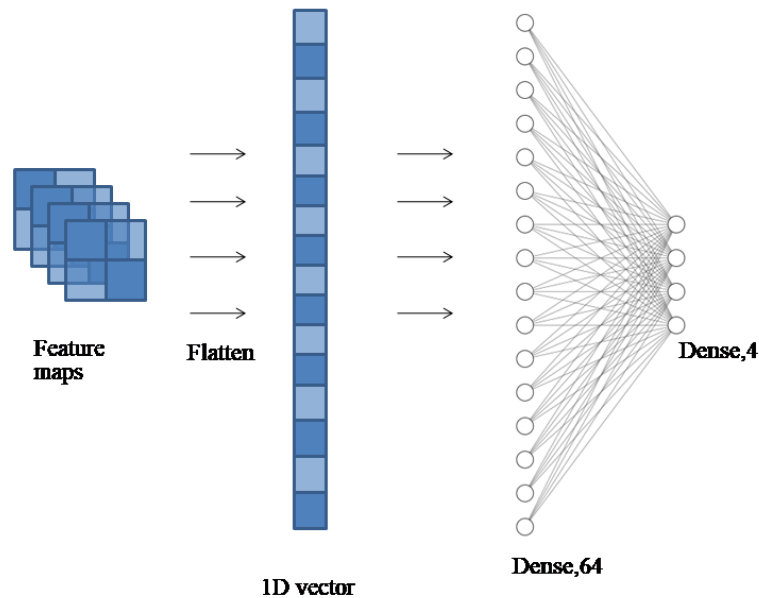 Feature
maps
Flatten
1D vector
Dense,64
Dense,4